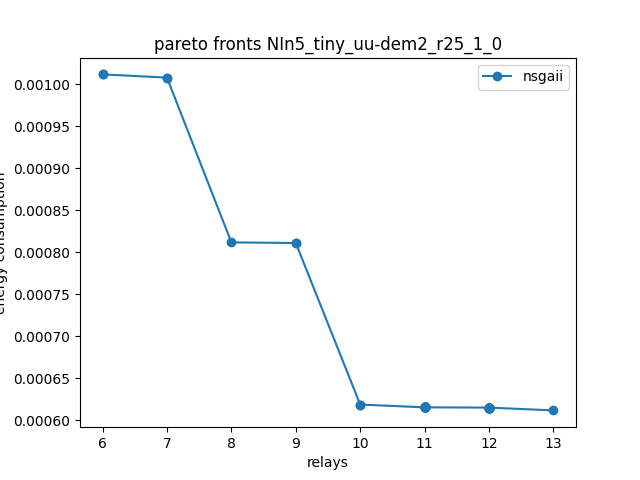 pareto fronts NIn5_tiny_uu-dem2_r25_1_0
nsgaii
0.00100
0.00095
0.00090
0.00085
0.00080
0.00075
0.00070
0.00065
0.00060
energy consumption
6 7 8 9 10 11 12 13
relays